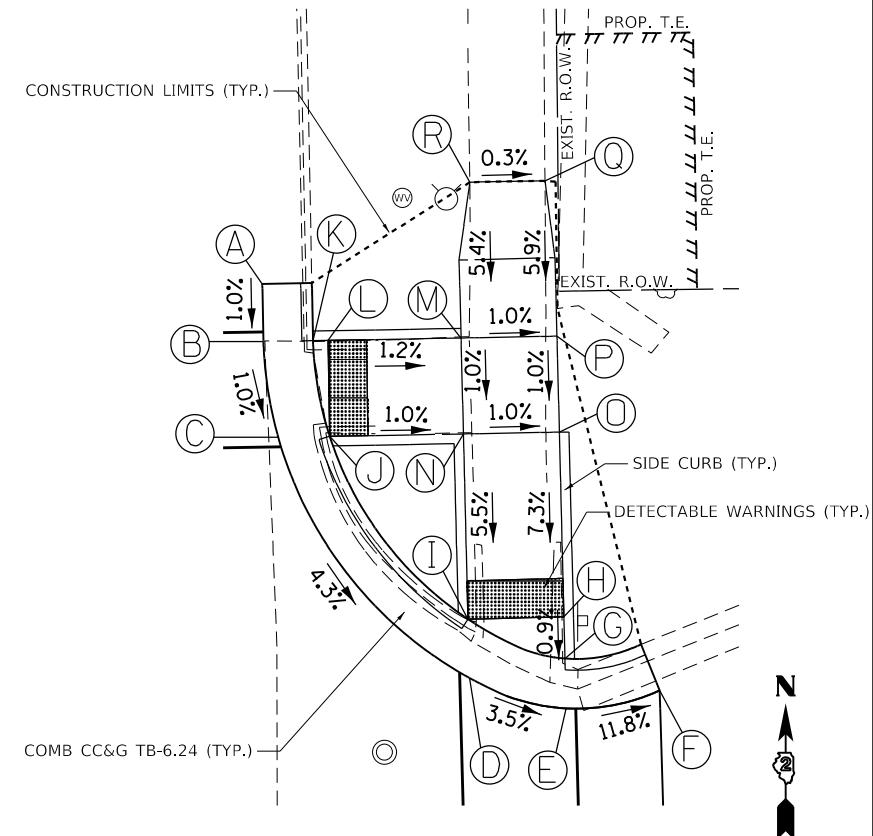 PROP. T.E.
EXIST. R.O.W.
PROP. T.E.
CONSTRUCTION LIMITS (TYP.)
R
0.3%
Q
WV
A
K
5.4%
5.9%
EXIST. R.O.W.
1.0%
L
M
1.0%
B
P
1.2%
1.0%
1.0%
1.0%
C
1.0%
1.0%
O
J
N
SIDE CURB (TYP.)
5.5%
7.3%
DETECTABLE WARNINGS (TYP.)
I
H
4.3%
0.9%
G
N
3.5%
11.8%
COMB CC&G TB-6.24 (TYP.)
D
E
F
2